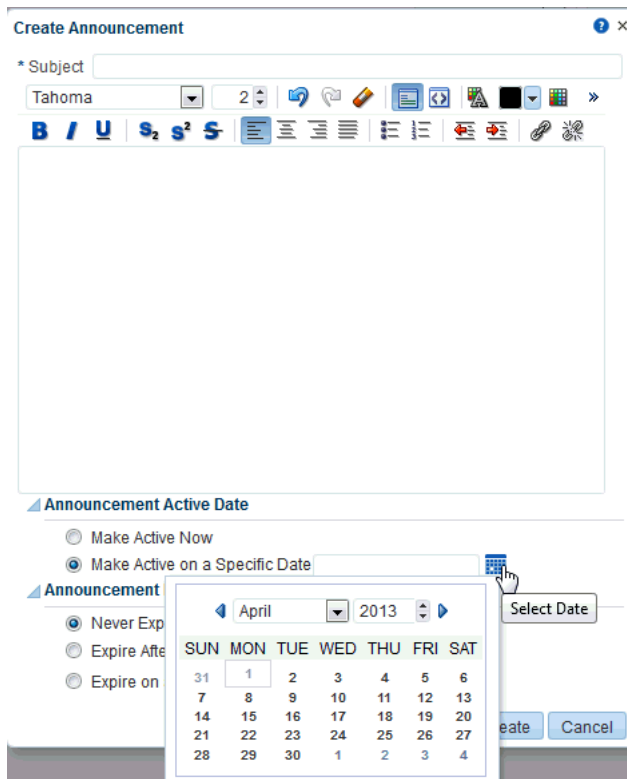 Create Announcement
* Subject
Tahoma 2
B I U S₂ S² S
Announcement Active Date
Make Active Now
Make Active on a Specific Date
Select Date
Announcement
Never Exp
Expire Afte
Expire on
April 2013
SUN MON TUE WED THU FRI SAT
31 1 2 3 4 5 6
7 8 9 10 11 12 13
14 15 16 17 18 19 20
21 22 23 24 25 26 27
28 29 30 1 2 3 4
eate Cancel